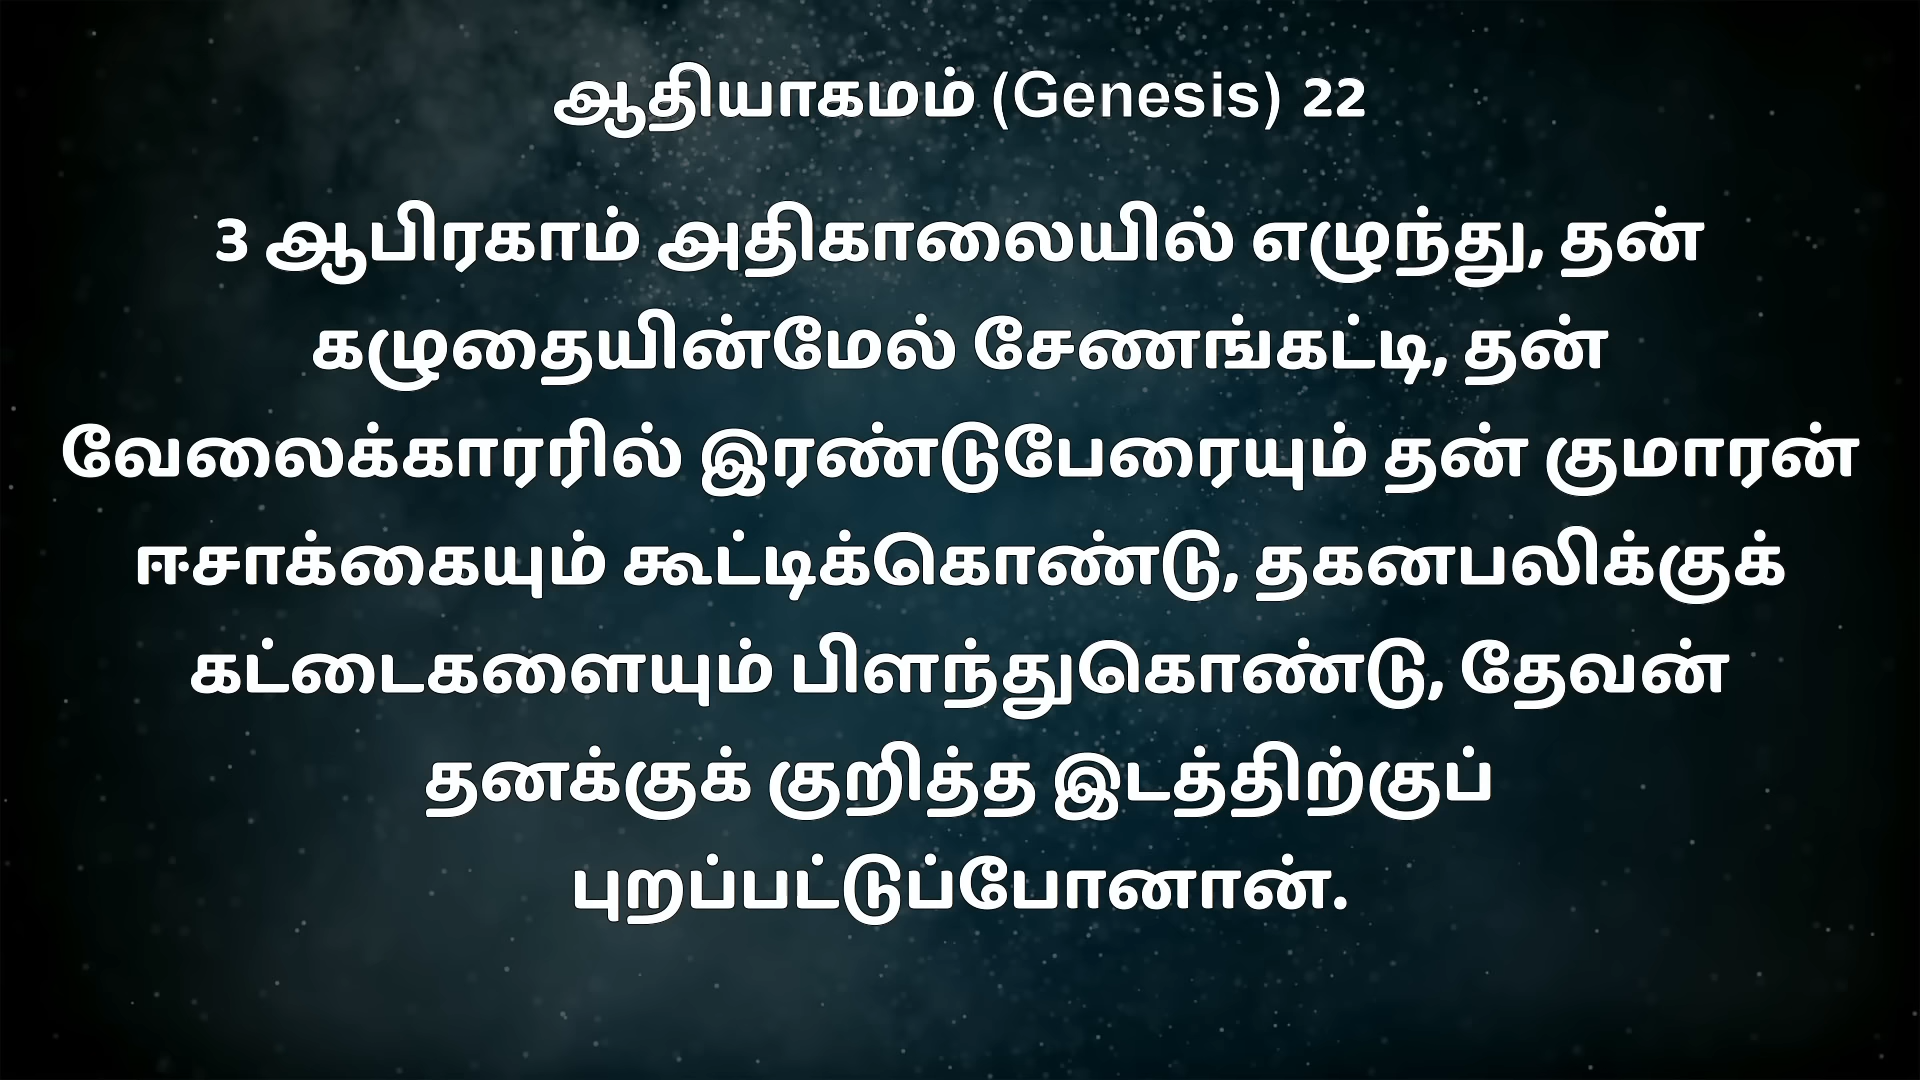 ஆதியாகமம் (Genesis) 22
3 ஆபிரகாம் அதிகாலையில் எழுந்து, தன்
கழுதையின்மேல் சேணங்கட்டி, தன்
வேலைக்காரரில் இரண்டுபேரையும் தன் குமாரன்
ஈசாக்கையும் கூட்டிக்கொண்டு, தகனபலிக்குக்
கட்டைகளையும் பிளந்துகொண்டு, தேவன்
தனக்குக் குறித்த இடத்திற்குப்
புறப்பட்டுப்போனான்.